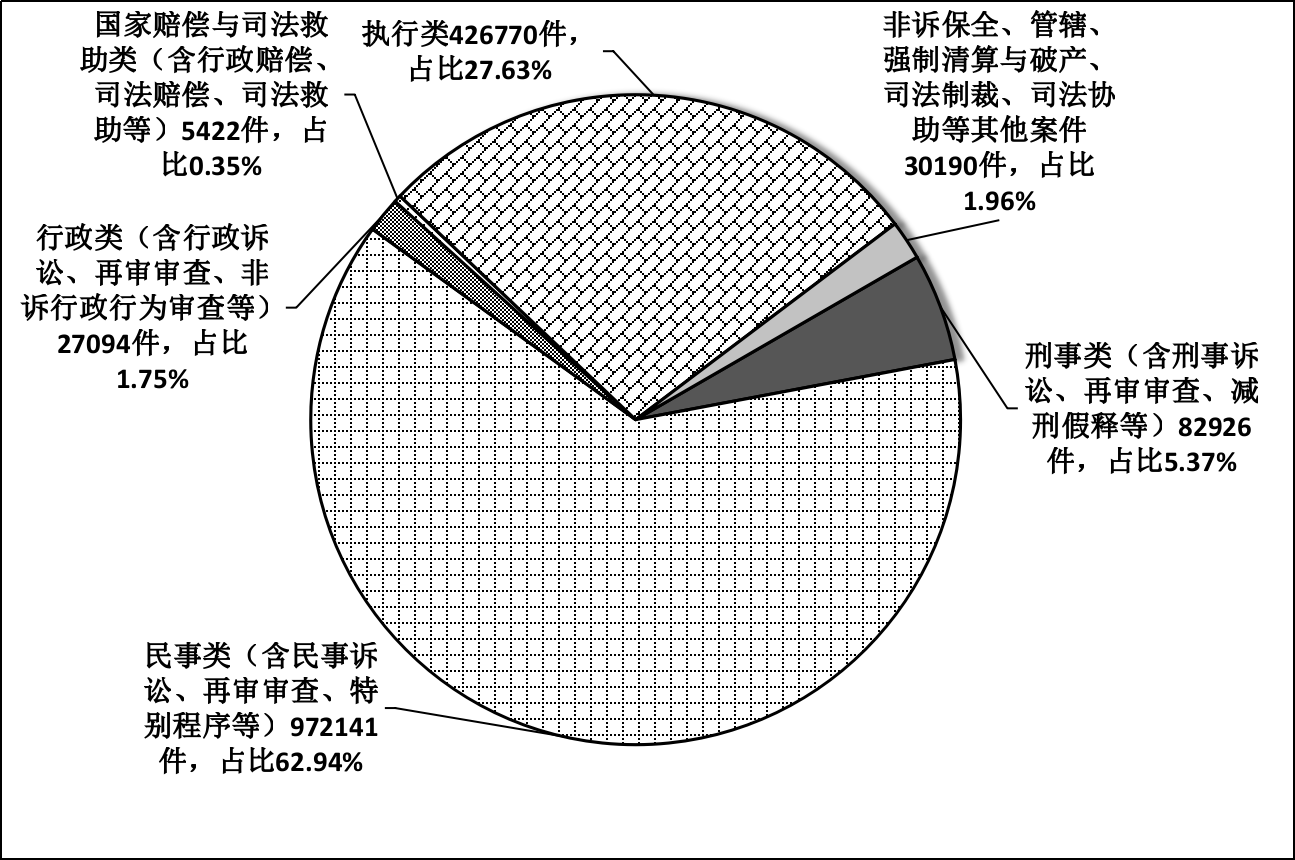 国家赔偿与司法救
助类（含行政赔偿、
司法赔偿、司法救
助等）5422件，占
比0.35%
执行类426770件，
占比27.63%
非诉保全、管辖、
强制清算与破产、
司法制裁、司法协
助等其他案件
30190件，占比
1.96%
行政类（含行政诉
讼、再审审查、非
诉行政行为审查等）
27094件，占比
1.75%
刑事类（含刑事诉
讼、再审审查、减
刑假释等）82926
件，占比5.37%
民事类（含民事诉
讼、再审审查、特
别程序等）972141
件，占比62.94%